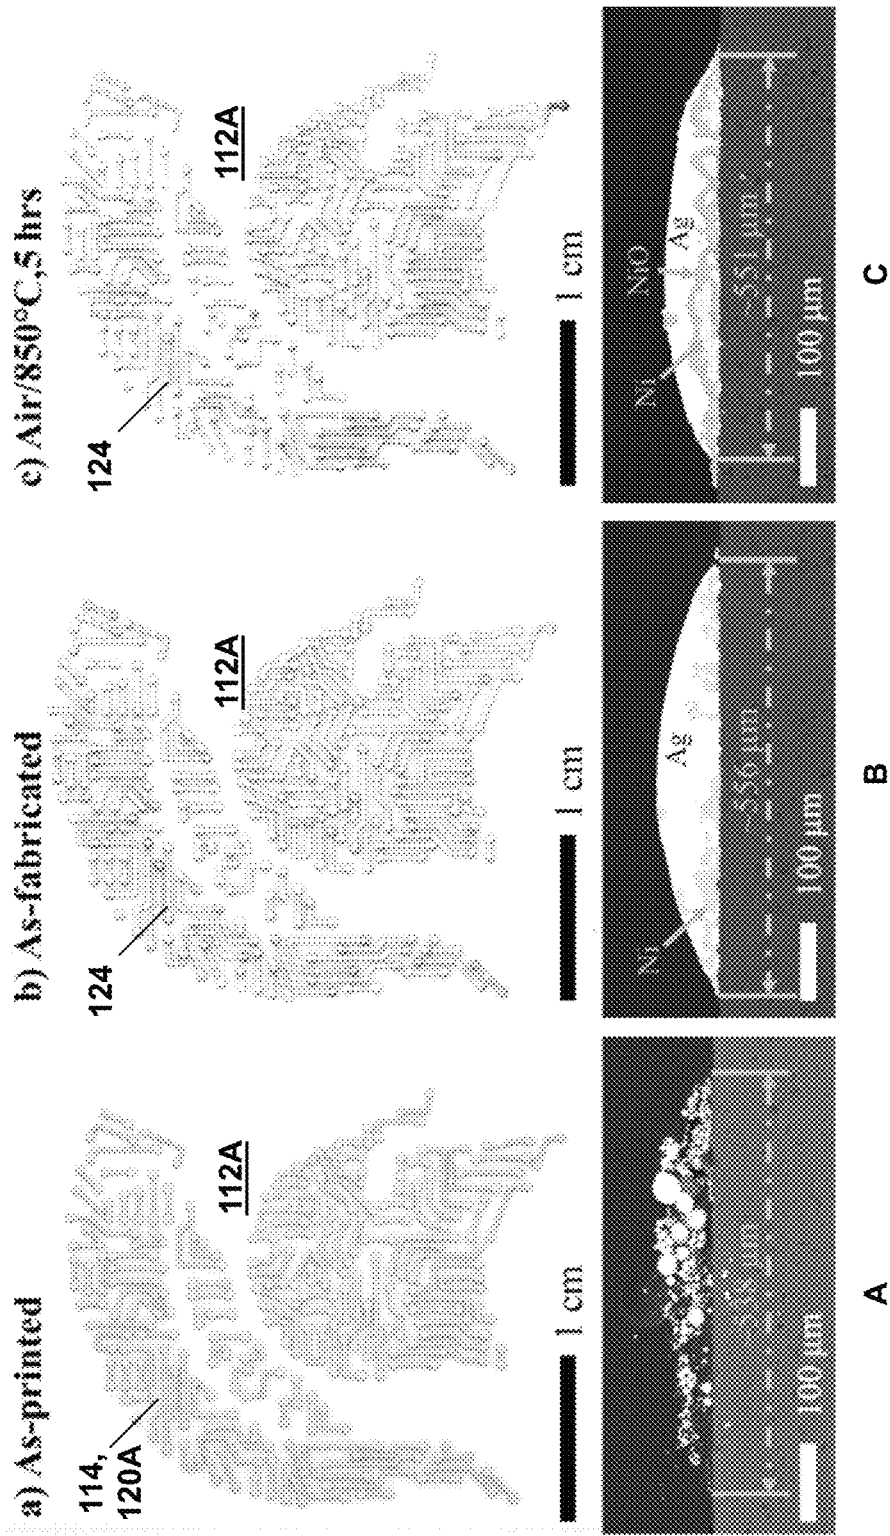 a) As-printed
114,
120A
112A
1 cm
100 μm
A
b) As-fabricated
124
112A
1 cm
Ni
Ag
~556 μm
100 μm
B
c) Air/850°C,5 hrs
124
112A
1 cm
Ni
NiO
Ag
~551 μm
100 μm
C